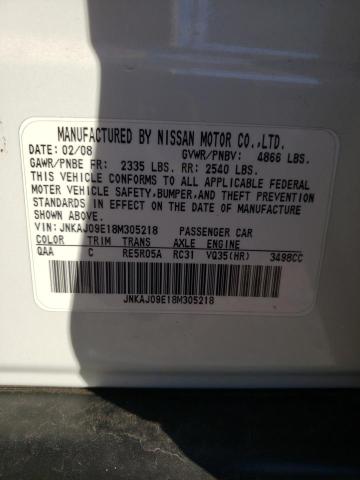 MANUFACTURED BY NISSAN MOTOR CO.,LTD.
DATE: 02/08 GVWR/PNBV: 4866 LBS.
GAWR/PNBE FR: 2335 LBS. RR: 2540 LBS.
THIS VEHICLE CONFORMS TO ALL APPLICABLE FEDERAL
MOTOR VEHICLE SAFETY,BUMPER,AND THEFT PREVENTION
STANDARDS IN EFFECT ON THE DATE OF MANUFACTURE
SHOWN ABOVE.
VIN: JNKAJ09E18M305218 PASSENGER CAR
COLOR TRIM TRANS AXLE ENGINE
QAA C RE5R05A RC31 VQ35(HR) 3498CC
JNKAJ09E18M305218